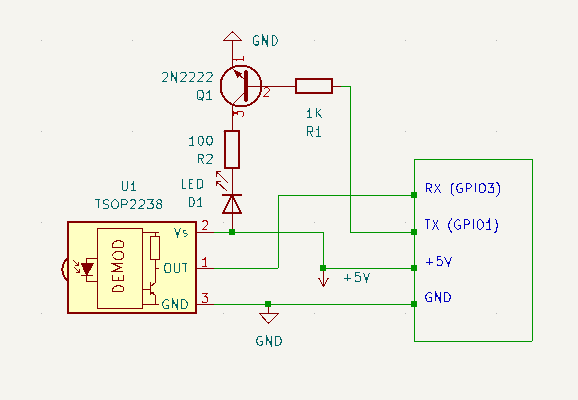 GND
1
2N2222
Q1
2
3
1K
R1
100
R2
LED
D1
U1
TSOP2238
Vs
2
DEMOD
OUT
1
GND
3
RX (GPIO3)
TX (GPIO1)
+5V
GND
+5V
GND